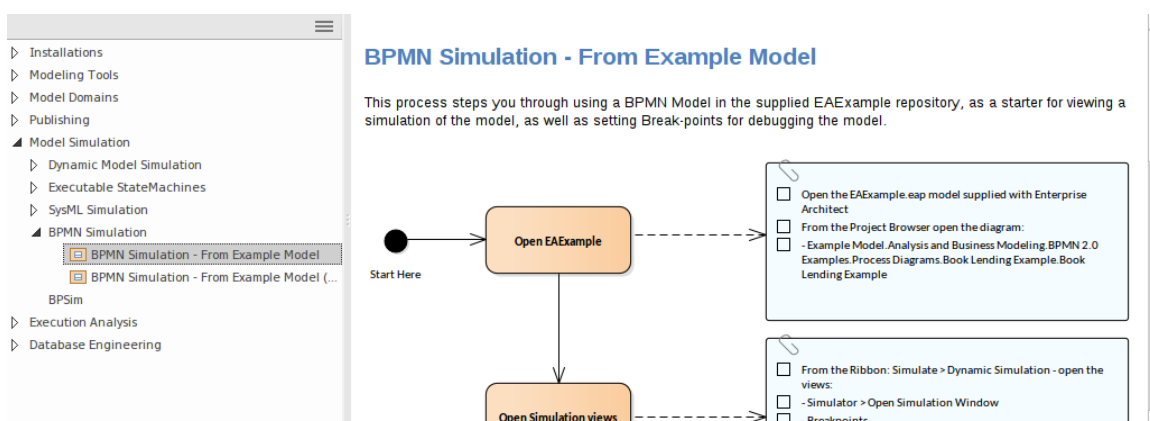 Installations
Modeling Tools
Model Domains
Publishing
Model Simulation
Dynamic Model Simulation
Executable StateMachines
SysML Simulation
BPMN Simulation
BPMN Simulation - From Example Model
BPMN Simulation - From Example Model (...
BPSim
Execution Analysis
Database Engineering
BPMN Simulation - From Example Model
This process steps you through using a BPMN Model in the supplied EAExample repository, as a starter for viewing a
simulation of the model, as well as setting Break-points for debugging the model.
Start Here
Open EAExample
Open the EAExample.eap model supplied with Enterprise
Architect
From the Project Browser open the diagram:
- Example Model.Analysis and Business Modeling.BPMN 2.0
Examples.Process Diagrams.Book Lending Example.Book
Lending Example
Open Simulation views
From the Ribbon: Simulate > Dynamic Simulation - open the
views:
- Simulator > Open Simulation Window
- Breakpoints